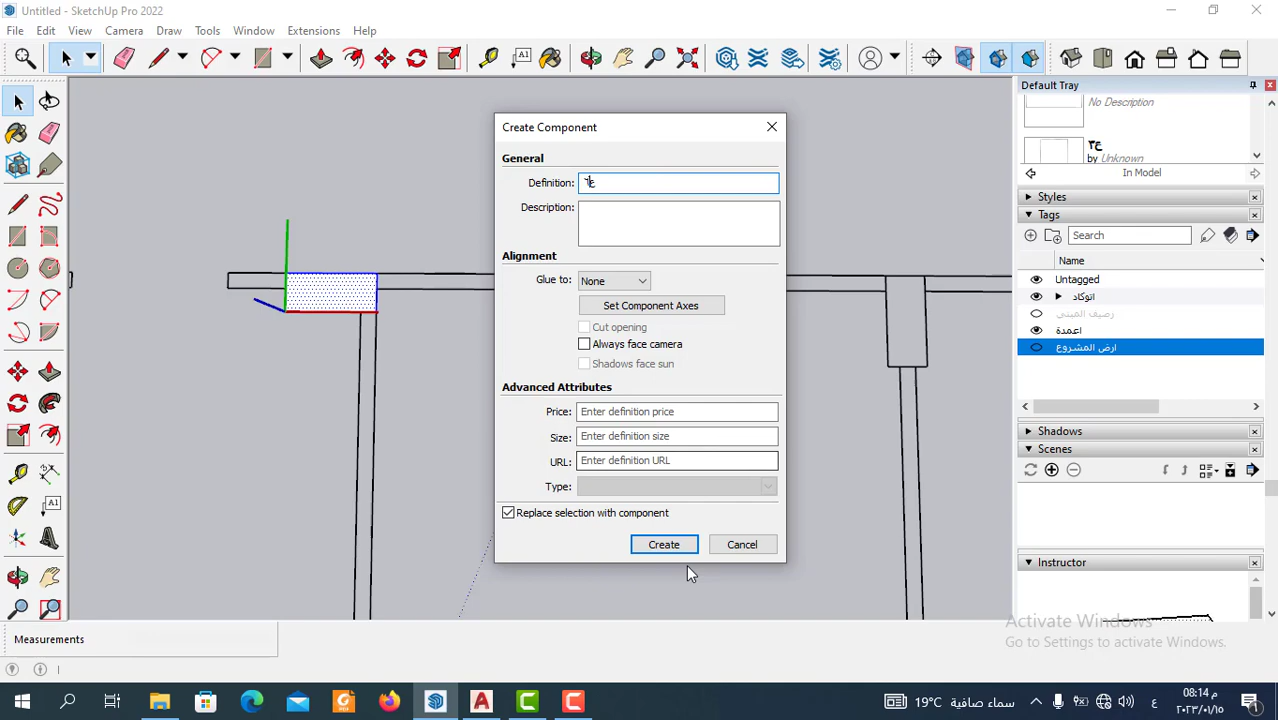 Untitled - SketchUp Pro 2022
File Edit View Camera Draw Tools Window Extensions Help
Default Tray
No Description
ع٣
by Unknown
In Model
Styles
Tags
Search
Name
Untagged
اتوكاد
رصيف المبنى
اعمدة
ارض المشروع
Shadows
Scenes
Instructor
Create Component
General
Definition: ع٦
Description:
Alignment
Glue to: None
Set Component Axes
Cut opening
Always face camera
Shadows face sun
Advanced Attributes
Price: Enter definition price
Size: Enter definition size
URL: Enter definition URL
Type:
Replace selection with component
Create Cancel
Activate Windows
Go to Settings to activate Windows.
Measurements
19°C سماء صافية
ع
08:14 م
٢٠٢٣/٠١/١٥